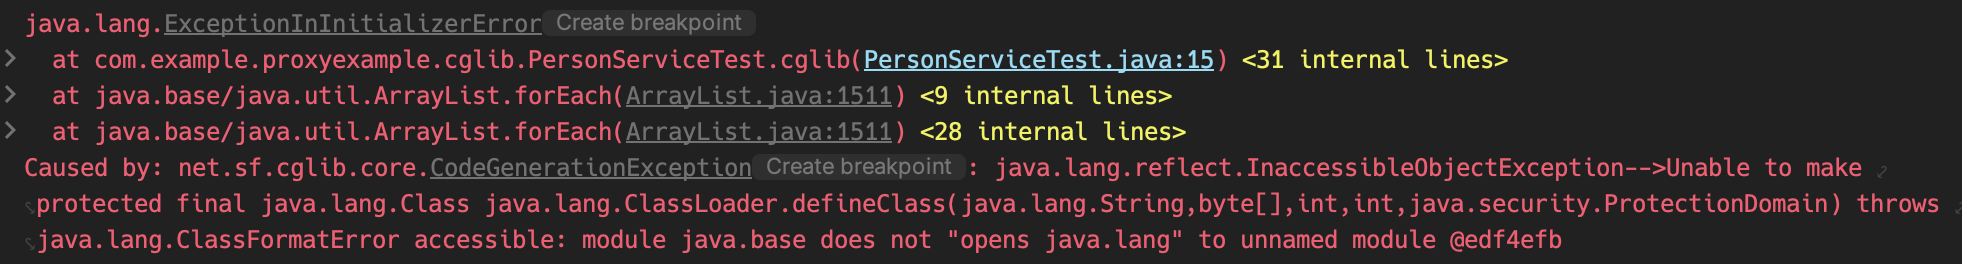 java.lang.ExceptionInInitializerError Create breakpoint
at com.example.proxyexample.cglib.PersonServiceTest.cglib(PersonServiceTest.java:15) <31 internal lines>
at java.base/java.util.ArrayList.forEach(ArrayList.java:1511) <9 internal lines>
at java.base/java.util.ArrayList.forEach(ArrayList.java:1511) <28 internal lines>
Caused by: net.sf.cglib.core.CodeGenerationException Create breakpoint : java.lang.reflect.InaccessibleObjectException-->Unable to make
protected final java.lang.Class java.lang.ClassLoader.defineClass(java.lang.String,byte[],int,int,java.security.ProtectionDomain) throws
java.lang.ClassFormatError accessible: module java.base does not "opens java.lang" to unnamed module @edf4efb